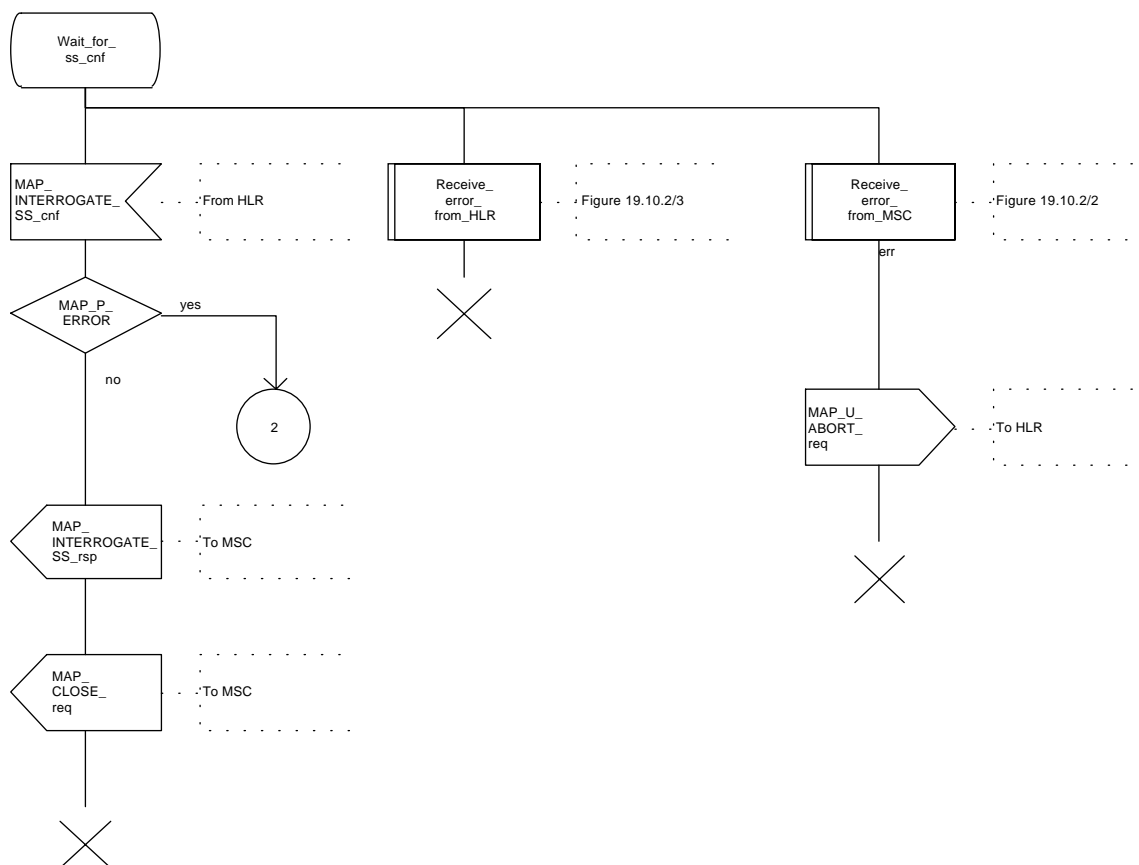 Wait_for_
ss_cnf
MAP_
INTERROGATE_
SS_cnf
From HLR
Receive_
error_
from_HLR
Figure 19.10.2/3
Receive_
error_
from_MSC
Figure 19.10.2/2
err
MAP_P_
ERROR
yes
no
2
MAP_U_
ABORT_
req
To HLR
MAP_
INTERROGATE_
SS_rsp
To MSC
MAP_
CLOSE_
req
To MSC